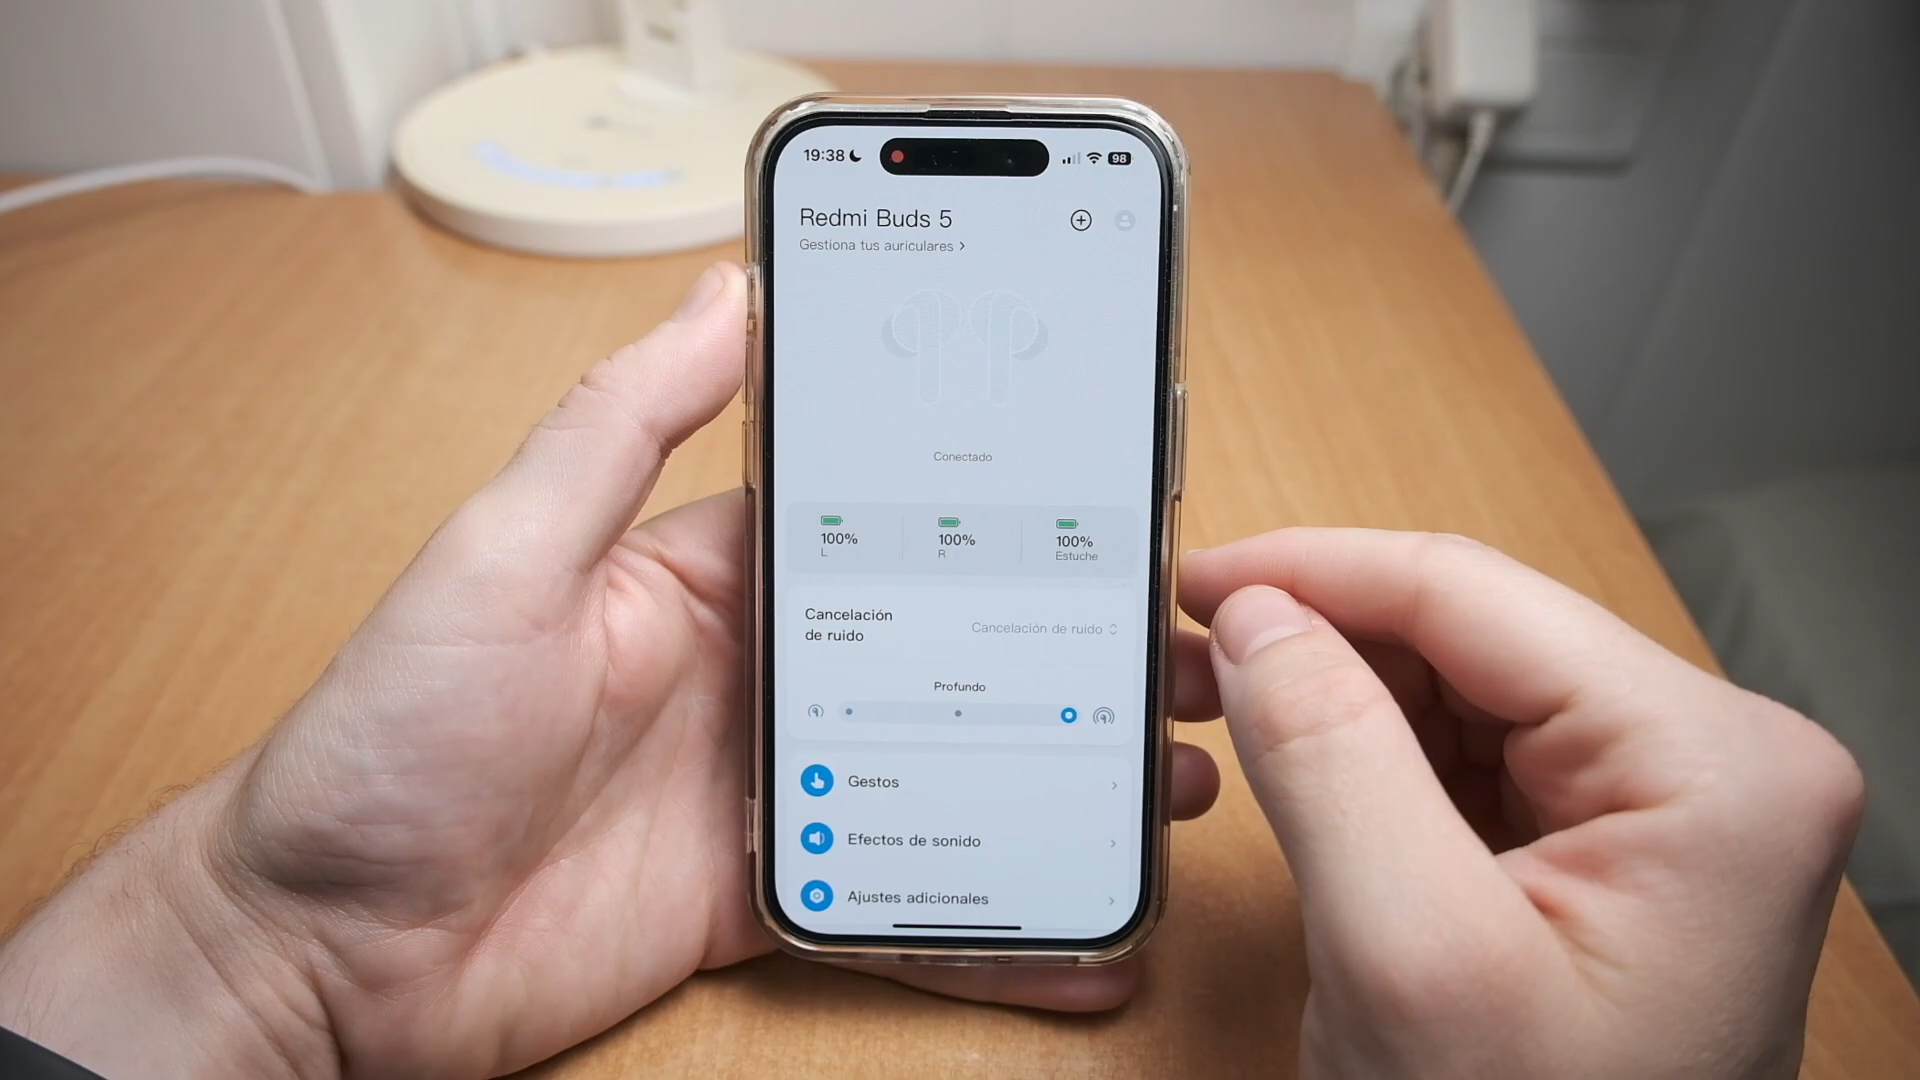 19:38
98
Redmi Buds 5
Gestiona tus auriculares >
Conectado
100%
L
100%
R
100%
Estuche
Cancelación
de ruido
Cancelación de ruido
Profundo
Gestos
Efectos de sonido
Ajustes adicionales